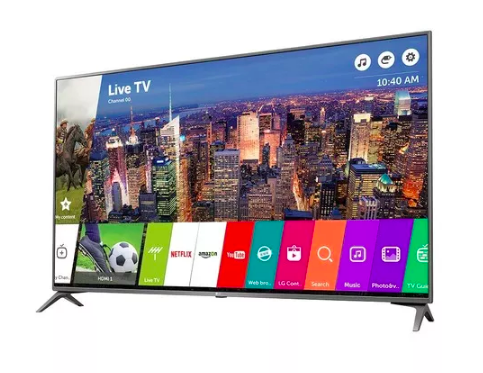 Live TV
Channel
10:40 AM
My content
HDMI 1
Live TV
NETFLIX
amazon
YouTube
Web bro...
LG Cont
Search
Music
Photo&v..
TV Gui